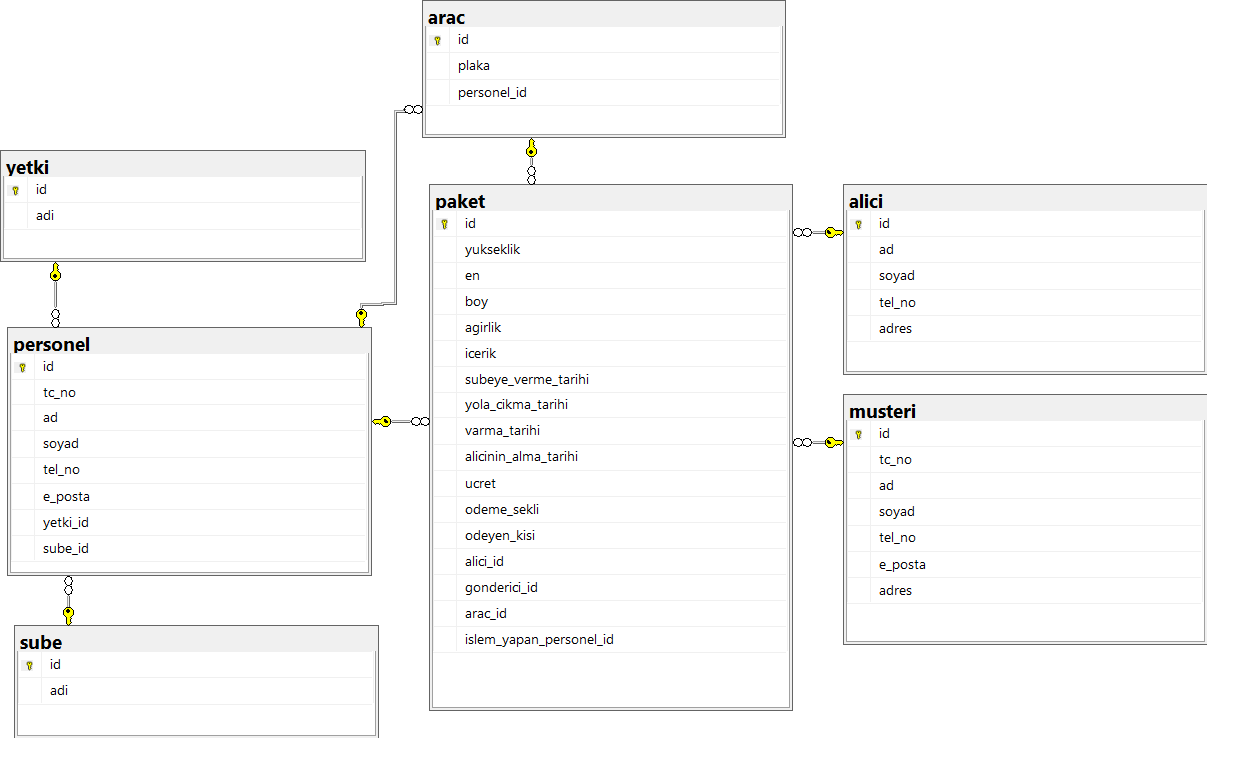 arac
id
plaka
personel_id
yetki
id
adi
personel
id
tc_no
ad
soyad
tel_no
e_posta
yetki_id
sube_id
sube
id
adi
paket
id
yukseklik
en
boy
agirlik
icerik
subeye_verme_tarihi
yola_cikma_tarihi
varma_tarihi
alicinin_alma_tarihi
ucret
odeme_sekli
odeyen_kisi
alici_id
gonderici_id
arac_id
islem_yapan_personel_id
alici
id
ad
soyad
tel_no
adres
musteri
id
tc_no
ad
soyad
tel_no
e_posta
adres